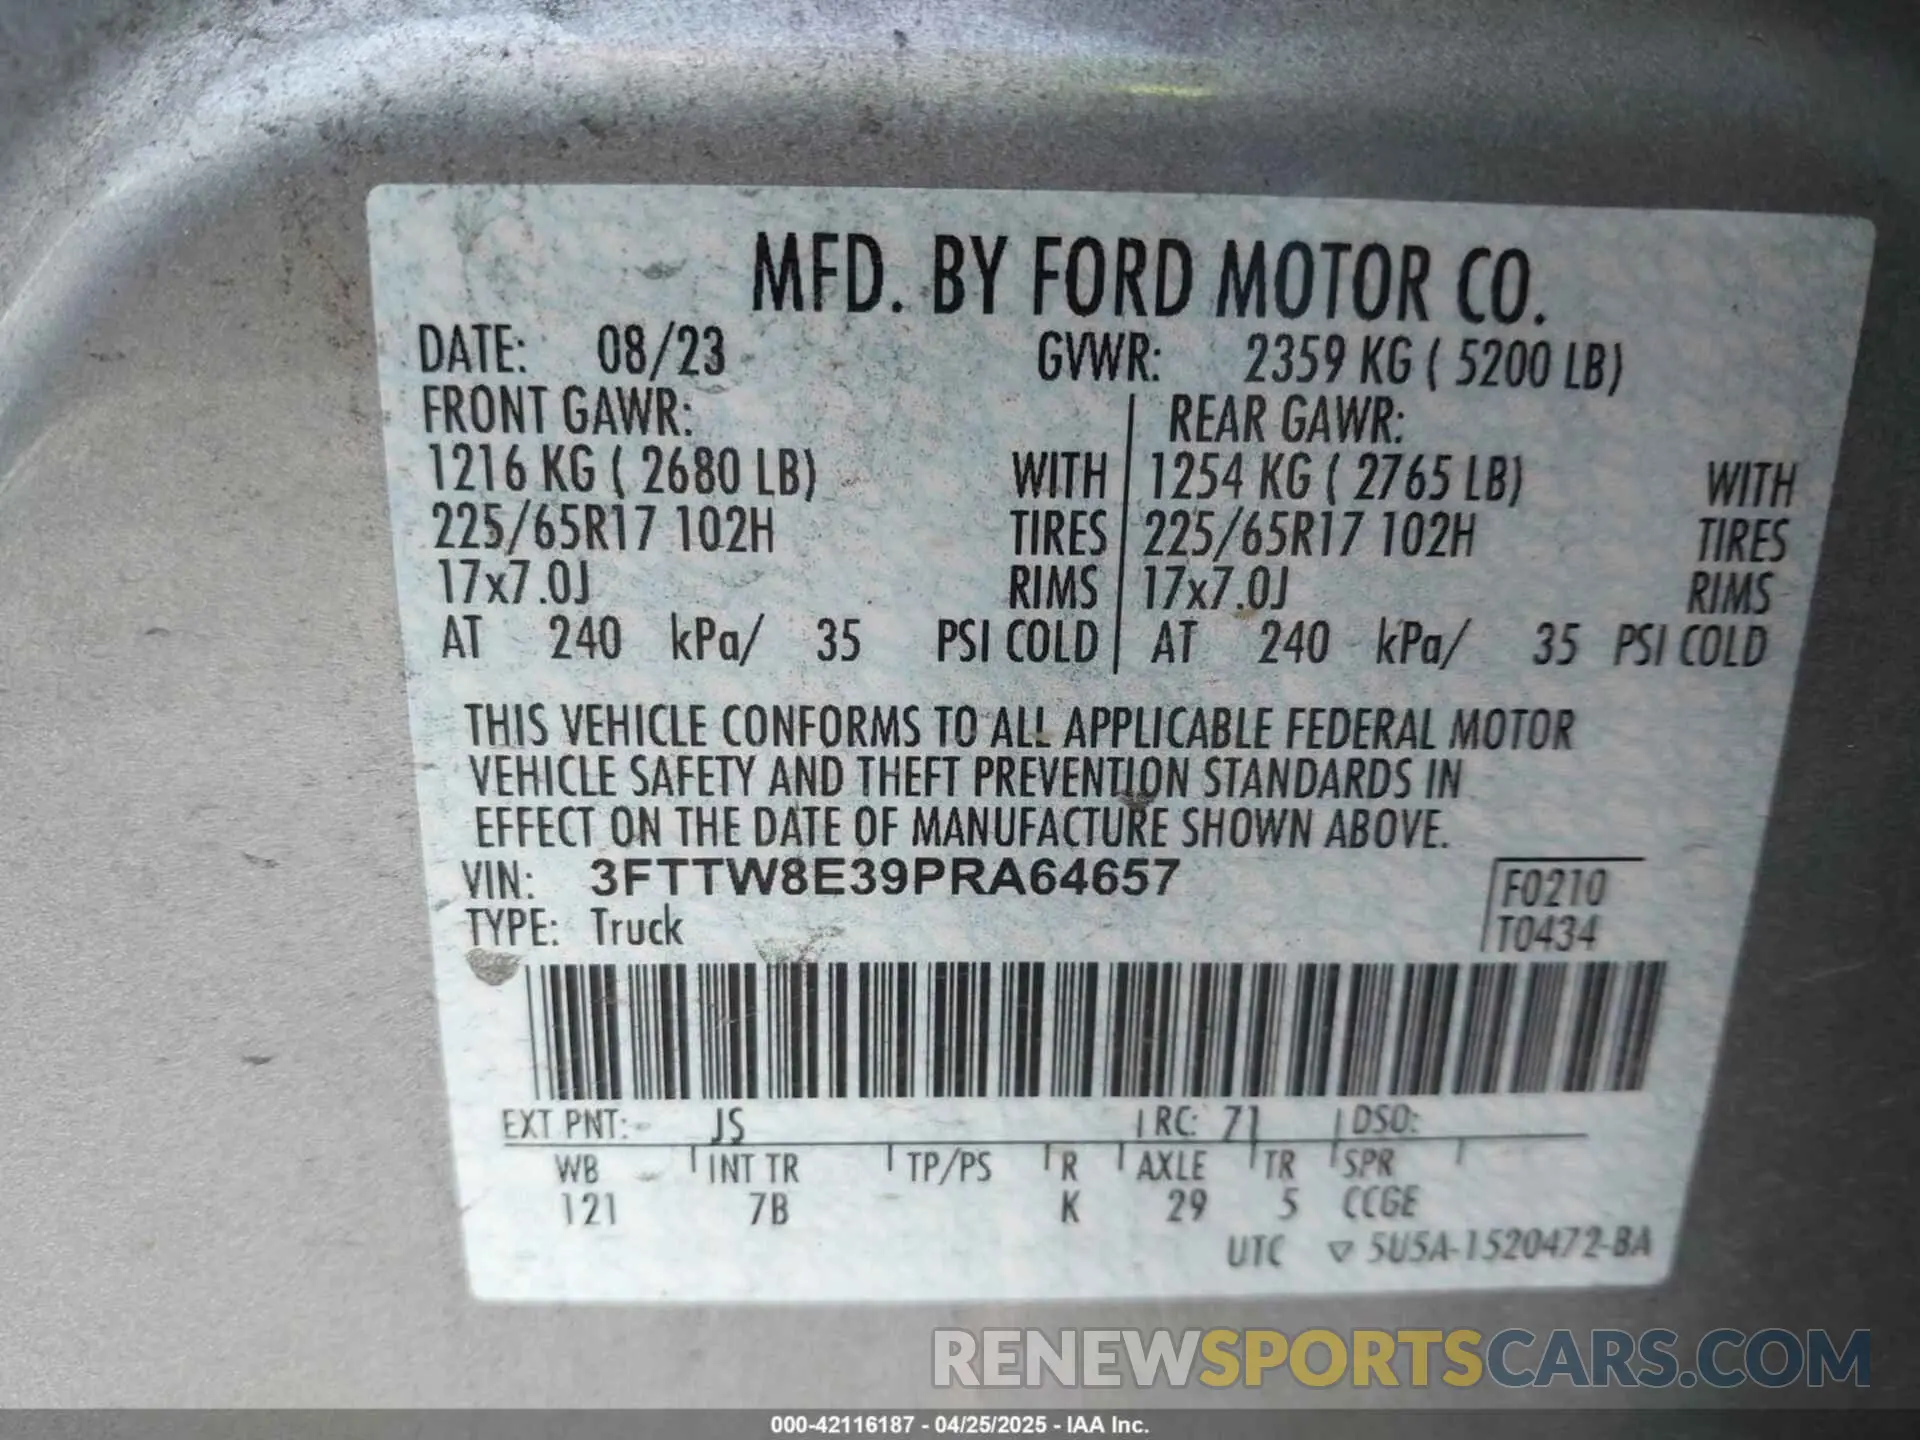 MFD. BY FORD MOTOR CO.
DATE: 08/23 GVWR: 2359 KG ( 5200 LB)
FRONT GAWR: REAR GAWR:
1216 KG ( 2680 LB) WITH 1254 KG ( 2765 LB) WITH
225/65R17 102H TIRES 225/65R17 102H TIRES
17x7.0J RIMS 17x7.0J RIMS
AT 240 kPa/ 35 PSI COLD AT 240 kPa/ 35 PSI COLD
THIS VEHICLE CONFORMS TO ALL APPLICABLE FEDERAL MOTOR
VEHICLE SAFETY AND THEFT PREVENTION STANDARDS IN
EFFECT ON THE DATE OF MANUFACTURE SHOWN ABOVE.
VIN: 3FTTW8E39PRA64657 F0210
TYPE: Truck T0434
EXT PNT: JS RC: 71 DSO:
WB INT TR TP/PS R AXLE TR SPR
121 7B K 29 5 CCGE
UTC ▽ 5U5A-1520472-BA
RENEWSPORTSCARS.COM
000-42116187 - 04/25/2025 - IAA Inc.